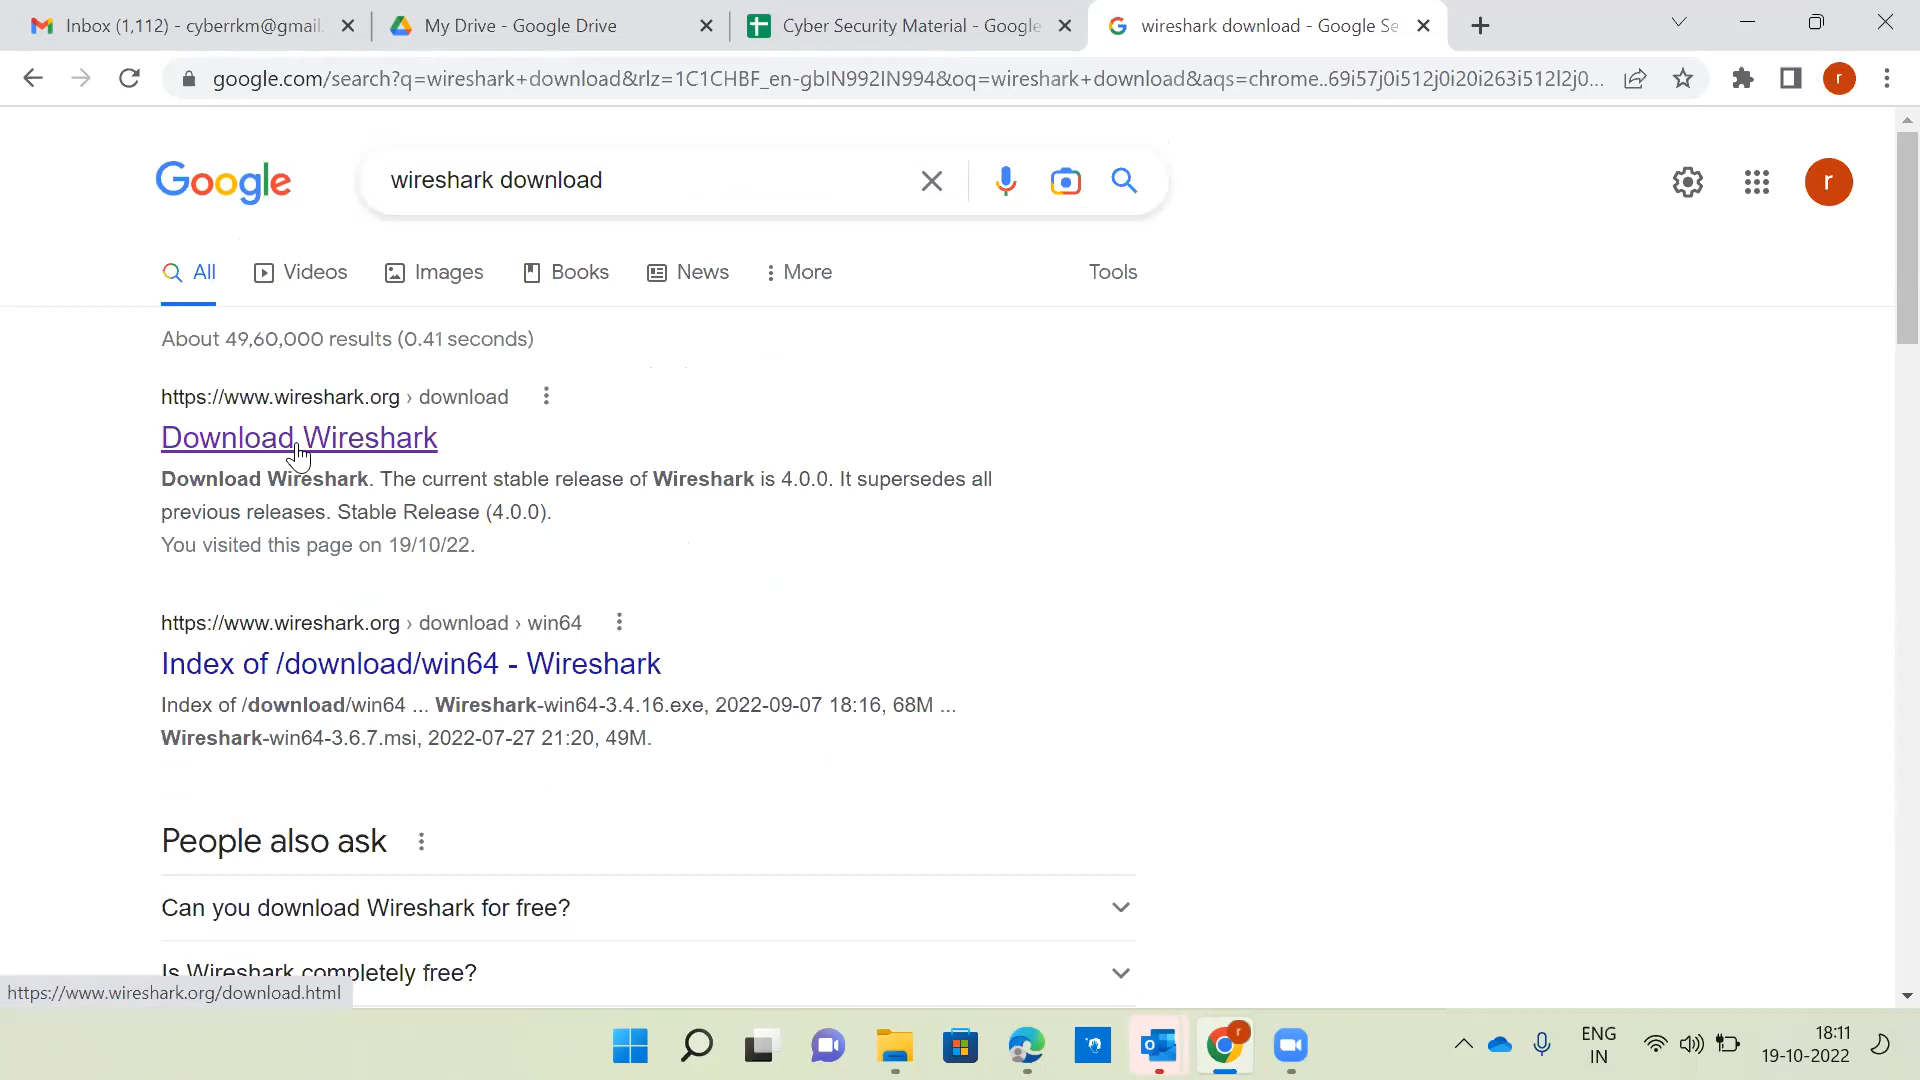 Inbox (1,112) - cyberrkm@gmail.
My Drive - Google Drive
Cyber Security Material - Google
wireshark download - Google Se
google.com/search?q=wireshark+download&rlz=1C1CHBF_en-gbIN992IN994&oq=wireshark+download&aqs=chrome..69i57j0i512j0i20i263i512l2j0...
r
Google
wireshark download
r
All
Videos
Images
Books
News
More
Tools
About 49,60,000 results (0.41 seconds)
https://www.wireshark.org › download
Download Wireshark
Download Wireshark. The current stable release of Wireshark is 4.0.0. It supersedes all
previous releases. Stable Release (4.0.0).
You visited this page on 19/10/22.
https://www.wireshark.org › download › win64
Index of /download/win64 - Wireshark
Index of /download/win64 ... Wireshark-win64-3.4.16.exe, 2022-09-07 18:16, 68M ...
Wireshark-win64-3.6.7.msi, 2022-07-27 21:20, 49M.
People also ask
Can you download Wireshark for free?
Is Wireshark completely free?
https://www.wireshark.org/download.html
r
ENG
IN
18:11
19-10-2022